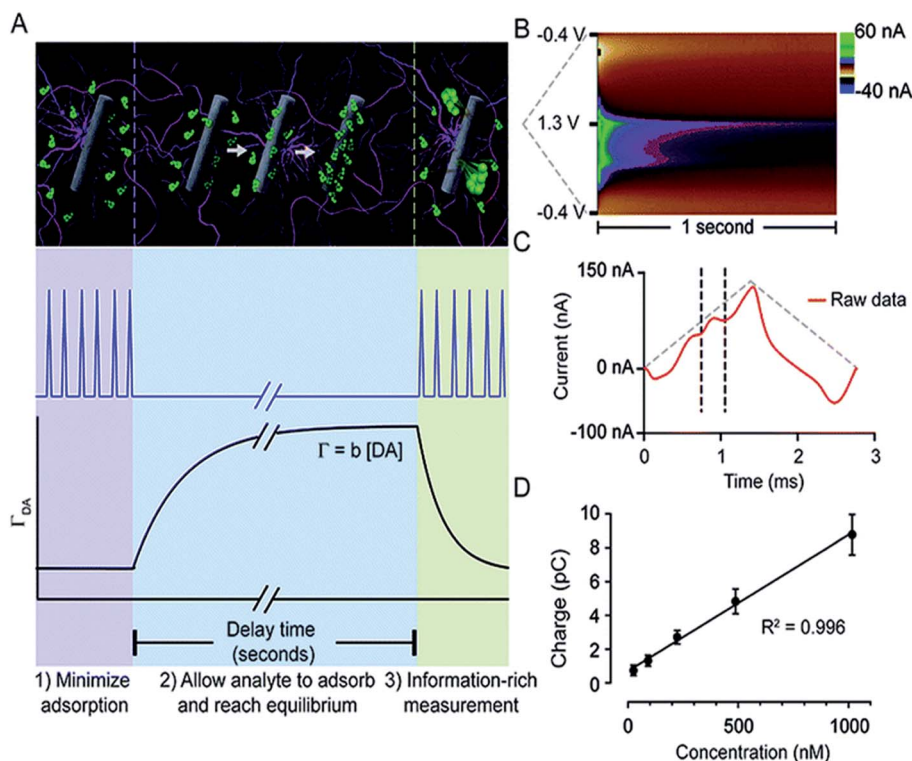 A
Γ = b [DA]
Γ_DA
Delay time
(seconds)
1) Minimize
adsorption
2) Allow analyte to adsorb
and reach equilibrium
3) Information-rich
measurement
B
-0.4 V
1.3 V
-0.4 V
60 nA
-40 nA
1 second
C
150 nA
0 nA
-100 nA
Current (nA)
Raw data
0
1
2
3
Time (ms)
D
10
8
6
4
2
0
Charge (pC)
R² = 0.996
0
500
1000
Concentration (nM)